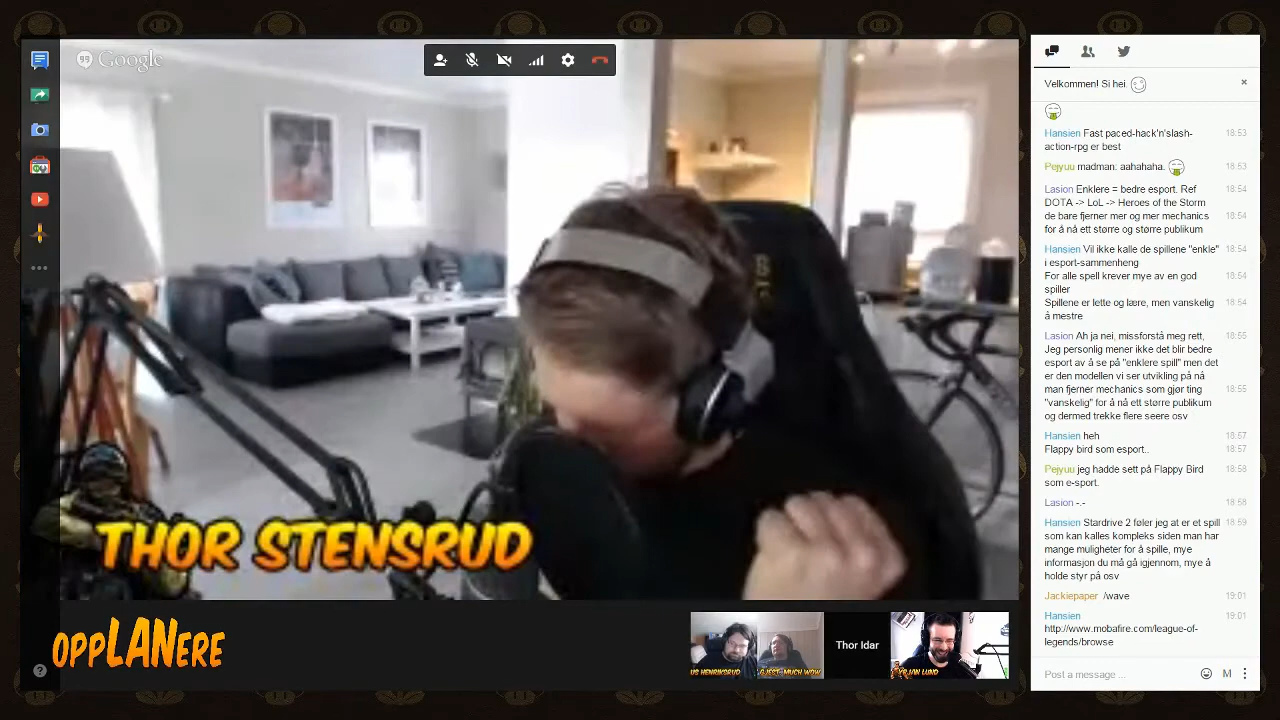 Google
THOR STENSRUD
oppLANere
US HENRIKSRUD
GJEST- MUCH WOW
Thor Idar
JAN LUND
Velkommen! Si hei
×
Hansien Fast paced-hack'n'slash- 18:53
action-rpg er best
Pejyuu madman: aahahaha. 18:53
Lasion Enklere = bedre esport. Ref 18:54
DOTA -> LoL -> Heroes of the Storm
de bare fjerner mer og mer mechanics 18:54
for å nå ett større og større publikum
Hansien Vil ikke kalle de spillene "enkle" 18:54
i esport-sammenheng
For alle spell krever mye av en god 18:54
spiller
Spillene er lette og lære, men vanskelig 18:54
å mestre
Lasion Ah ja nei, missforstå meg rett, 18:55
Jeg personlig mener ikke det blir bedre
esport av å se på "enklere spill" men det
er den modellen vi ser utvikling på nå
man fjerner mechanics som gjør ting 18:55
"vanskelig" for å nå ett større publikum
og dermed trekke flere seere osv
Hansien heh 18:57
Flappy bird som esport.. 18:57
Pejyuu jeg hadde sett på Flappy Bird 18:58
som e-sport.
Lasion -.- 18:58
Hansien Stardrive 2 føler jeg at er et spill 18:59
som kan kalles kompleks siden man har
mange muligheter for å spille, mye
informasjon du må gå igjennom, mye å
holde styr på osv
Jackiepaper /wave 19:01
Hansien 19:01
http://www.mobafire.com/league-of-
legends/browse
Post a message ...
M